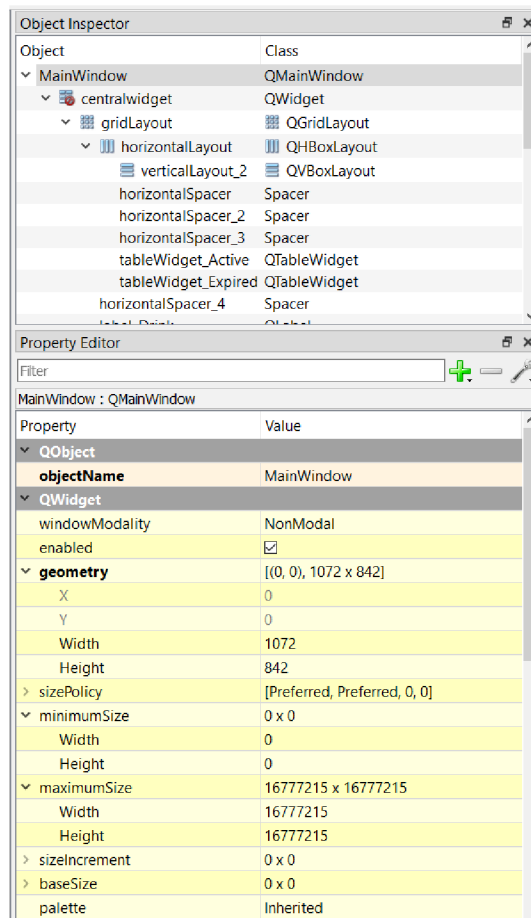 Object Inspector
Object Class
MainWindow QMainWindow
centralwidget QWidget
gridLayout QGridLayout
horizontalLayout QHBoxLayout
verticalLayout_2 QVBoxLayout
horizontalSpacer Spacer
horizontalSpacer_2 Spacer
horizontalSpacer_3 Spacer
tableWidget_Active QTableWidget
tableWidget_Expired QTableWidget
horizontalSpacer_4 Spacer
label_Drink QLabel
Property Editor
Filter
MainWindow : QMainWindow
Property Value
QObject
objectName MainWindow
QWidget
windowModality NonModal
enabled
geometry [(0, 0), 1072 x 842]
X 0
Y 0
Width 1072
Height 842
sizePolicy [Preferred, Preferred, 0, 0]
minimumSize 0 x 0
Width 0
Height 0
maximumSize 16777215 x 16777215
Width 16777215
Height 16777215
sizeIncrement 0 x 0
baseSize 0 x 0
palette Inherited